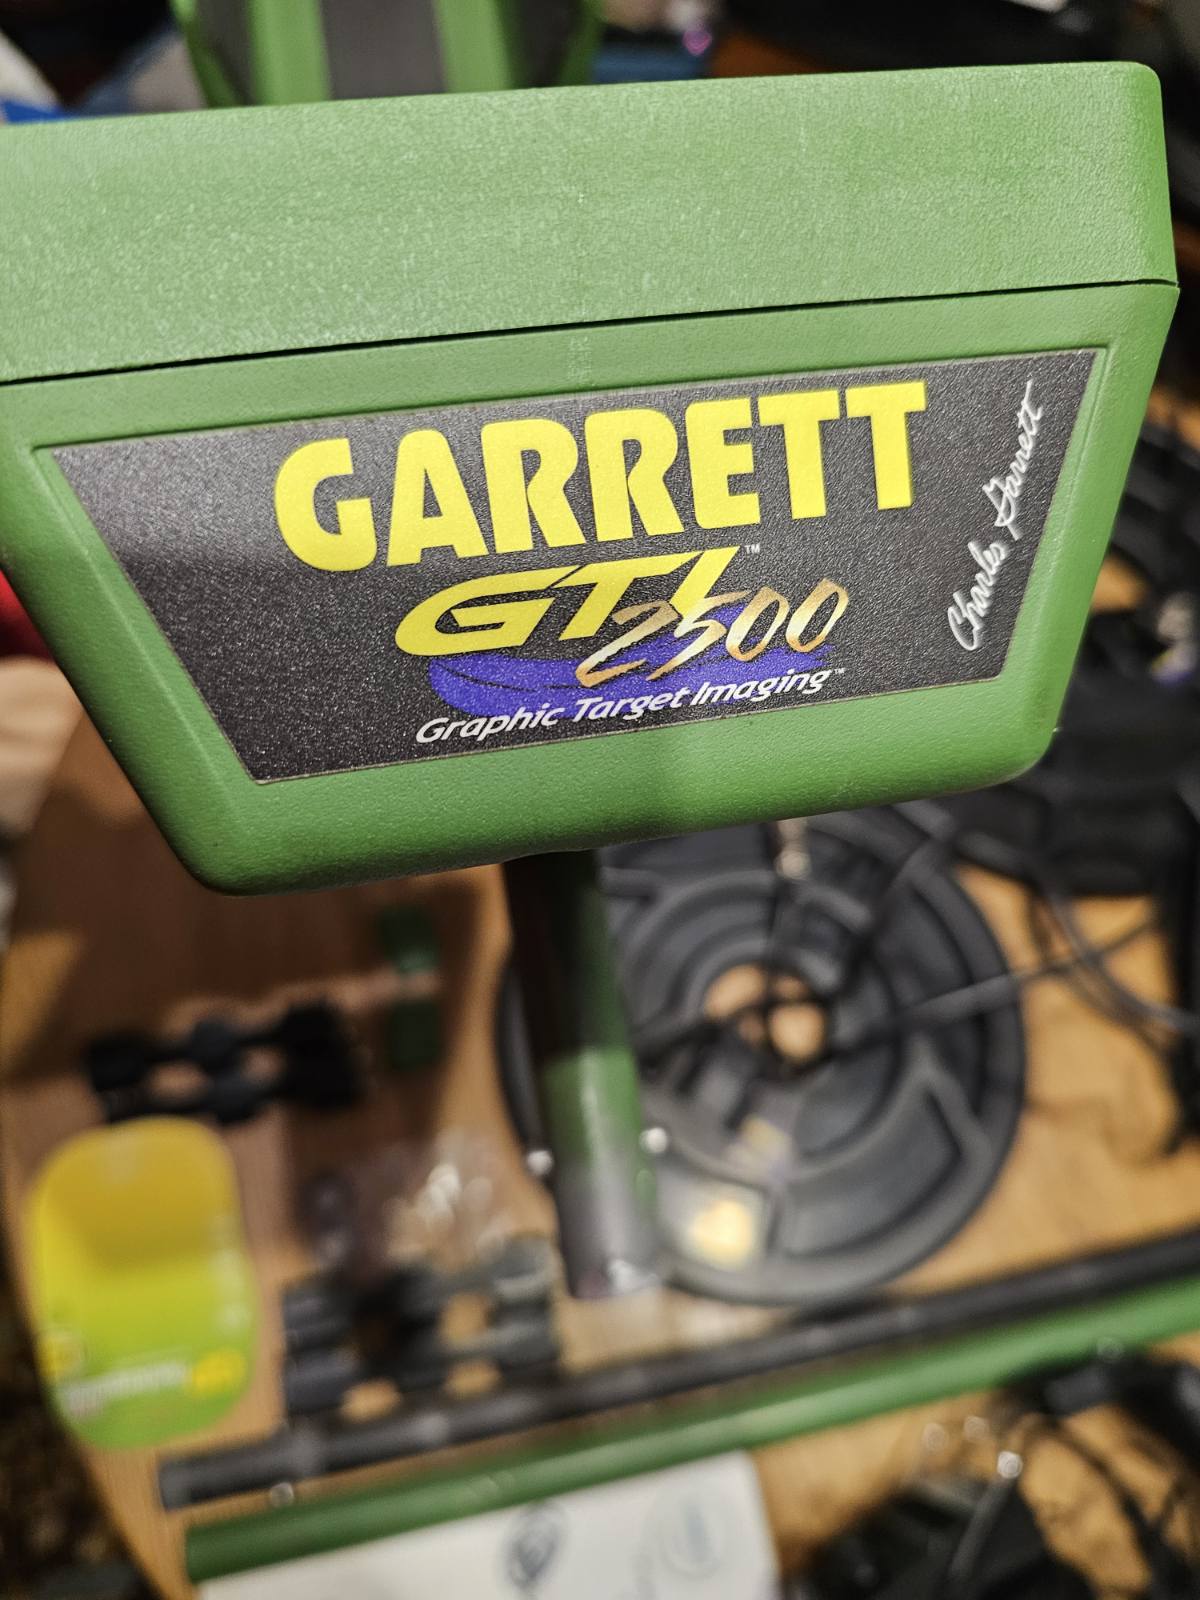 GARRETT
GTI™ 2500
Graphic Target Imaging™
Charles Garrett